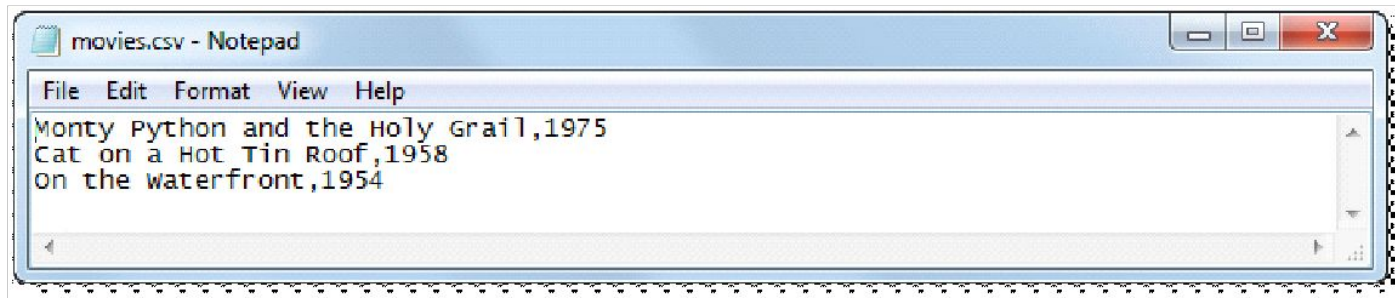 movies.csv - Notepad
File Edit Format View Help
Monty Python and the Holy Grail,1975
Cat on a Hot Tin Roof,1958
On the Waterfront,1954